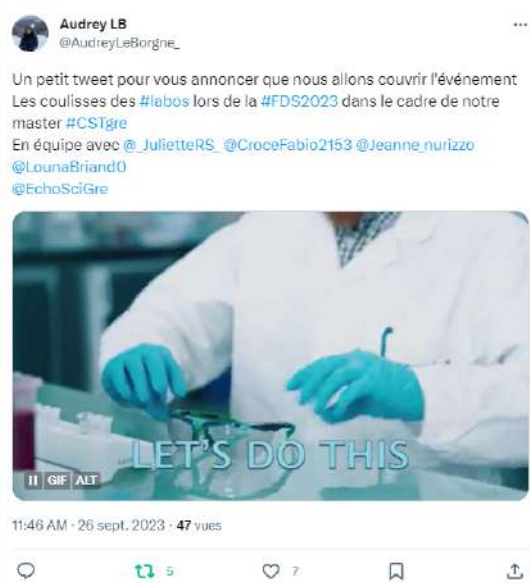 Audrey LB
@AudreyLeBorgne_
Un petit tweet pour vous annoncer que nous allons couvrir l'événement
Les coulisses des #labos lors de la #FDS2023 dans le cadre de notre
master #CSTgre
En équipe avec @_JulietteRS_ @CroceFabio2153 @Jeanne_nurizzo
@LounaBriand0
@EchoSciGre
LET'S DO THIS
GIF ALT
11:46 AM · 26 sept. 2023 · 47 vues
5 7